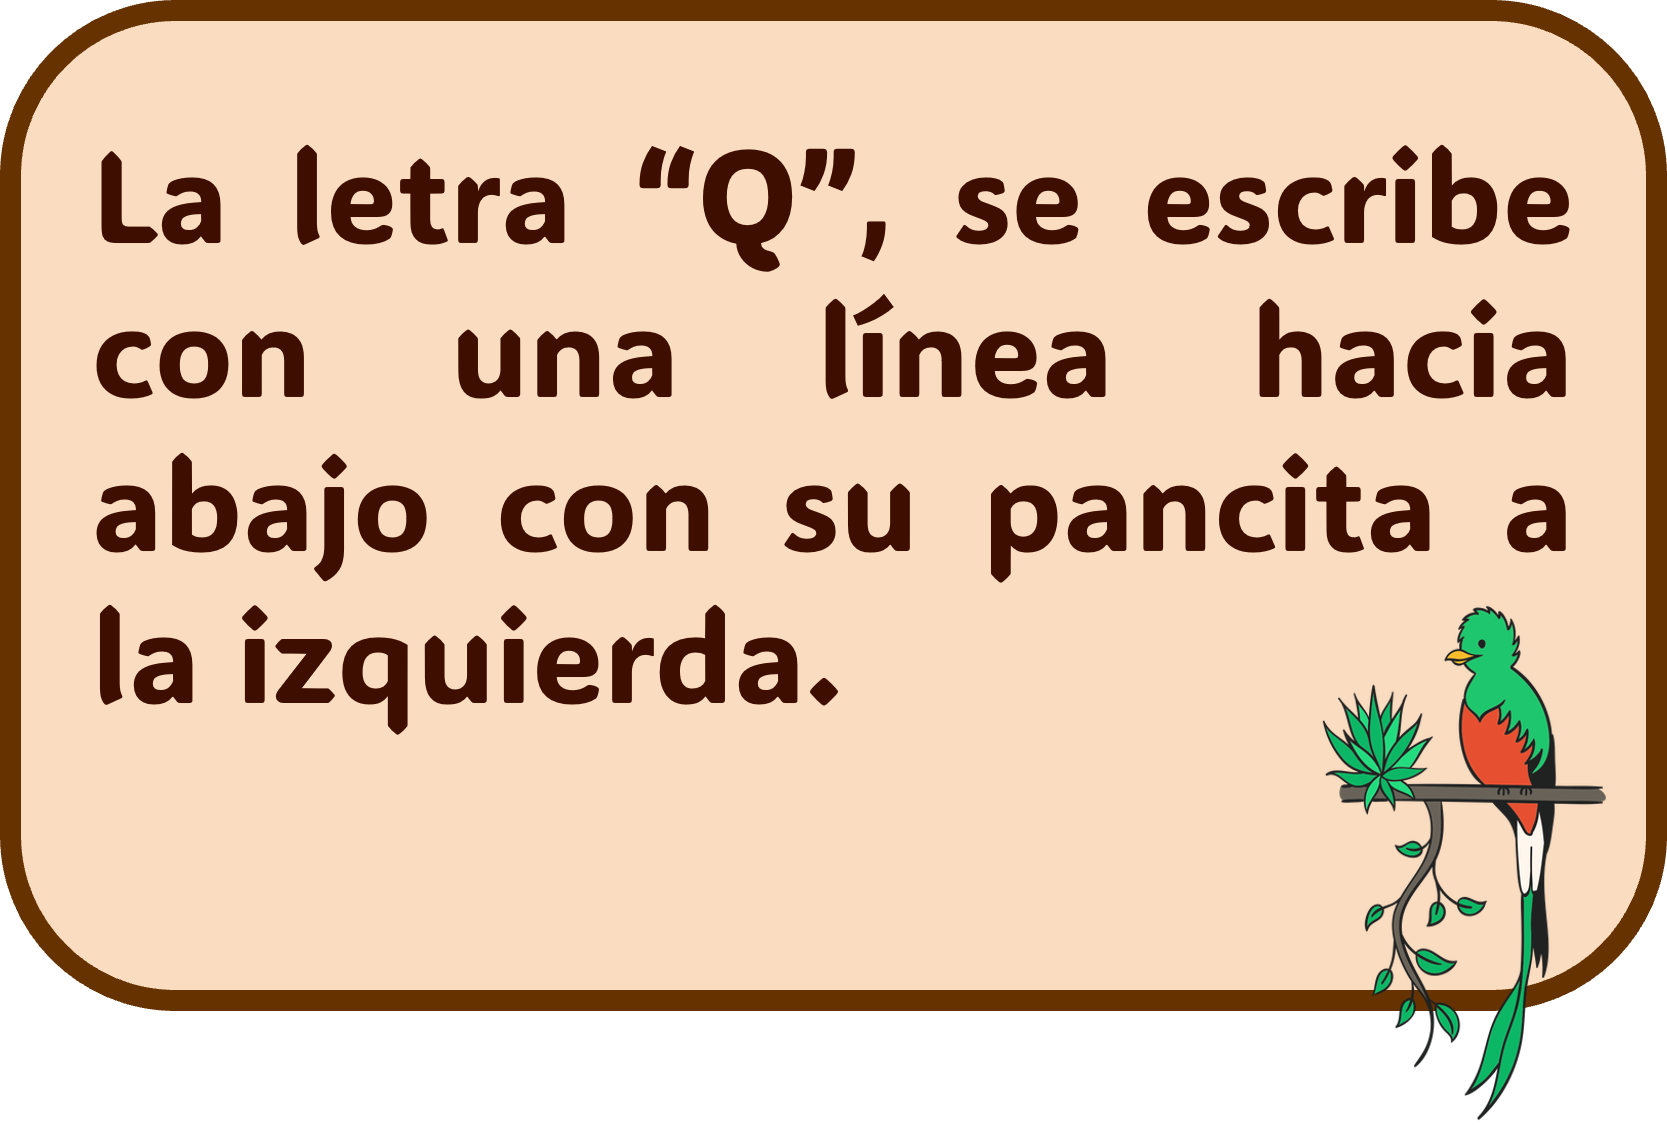 La letra “Q”, se escribe
con una línea hacia
abajo con su pancita a
la izquierda.